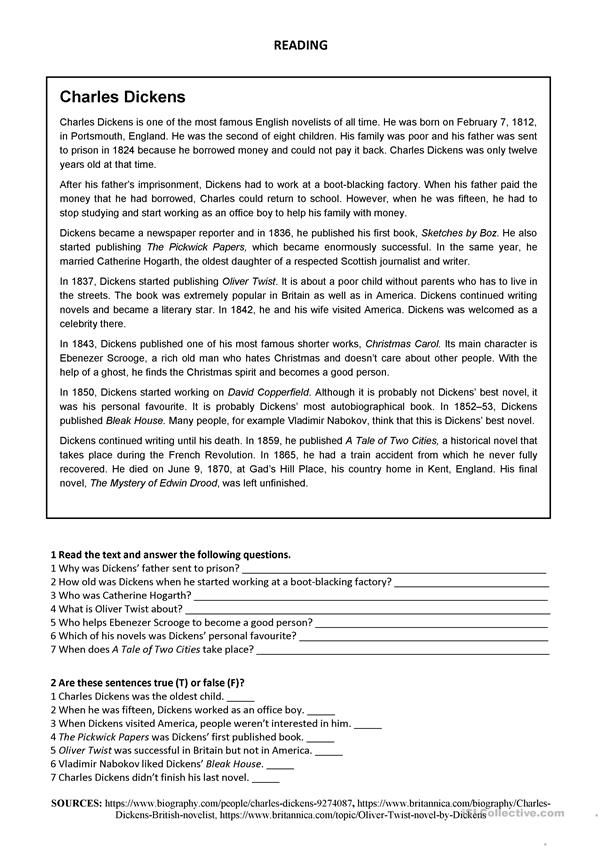 READING
Charles Dickens
Charles Dickens is one of the most famous English novelists of all time. He was born on February 7, 1812,
in Portsmouth, England. He was the second of eight children. His family was poor and his father was sent
to prison in 1824 because he borrowed money and could not pay it back. Charles Dickens was only twelve
years old at that time.
After his father's imprisonment, Dickens had to work at a boot-blacking factory. When his father paid the
money that he had borrowed, Charles could return to school. However, when he was fifteen, he had to
stop studying and start working as an office boy to help his family with money.
Dickens became a newspaper reporter and in 1836, he published his first book, Sketches by Boz. He also
started publishing The Pickwick Papers, which became enormously successful. In the same year, he
married Catherine Hogarth, the oldest daughter of a respected Scottish journalist and writer.
In 1837, Dickens started publishing Oliver Twist. It is about a poor child without parents who has to live in
the streets. The book was extremely popular in Britain as well as in America. Dickens continued writing
novels and became a literary star. In 1842, he and his wife visited America. Dickens was welcomed as a
celebrity there.
In 1843, Dickens published one of his most famous shorter works, Christmas Carol. Its main character is
Ebenezer Scrooge, a rich old man who hates Christmas and doesn't care about other people. With the
help of a ghost, he finds the Christmas spirit and becomes a good person.
In 1850, Dickens started working on David Copperfield. Although it is probably not Dickens' best novel, it
was his personal favourite. It is probably Dickens' most autobiographical book. In 1852–53, Dickens
published Bleak House. Many people, for example Vladimir Nabokov, think that this is Dickens' best novel.
Dickens continued writing until his death. In 1859, he published A Tale of Two Cities, a historical novel that
takes place during the French Revolution. In 1865, he had a train accident from which he never fully
recovered. He died on June 9, 1870, at Gad's Hill Place, his country home in Kent, England. His final
novel, The Mystery of Edwin Drood, was left unfinished.
1 Read the text and answer the following questions.
1 Why was Dickens' father sent to prison? ____
2 How old was Dickens when he started working at a boot-blacking factory? ____
3 Who was Catherine Hogarth? ____
4 What is Oliver Twist about? ____
5 Who helps Ebenezer Scrooge to become a good person? ____
6 Which of his novels was Dickens' personal favourite? ____
7 When does A Tale of Two Cities take place? ____
2 Are these sentences true (T) or false (F)?
1 Charles Dickens was the oldest child. ____
2 When he was fifteen, Dickens worked as an office boy. ____
3 When Dickens visited America, people weren't interested in him. ____
4 The Pickwick Papers was Dickens' first published book. ____
5 Oliver Twist was successful in Britain but not in America. ____
6 Vladimir Nabokov liked Dickens' Bleak House. ____
7 Charles Dickens didn't finish his last novel. ____
SOURCES: https://www.biography.com/people/charles-dickens-9274087, https://www.britannica.com/biography/Charles-
Dickens-British-novelist, https://www.britannica.com/topic/Oliver-Twist-novel-by-Dickens
iSLCollective.com